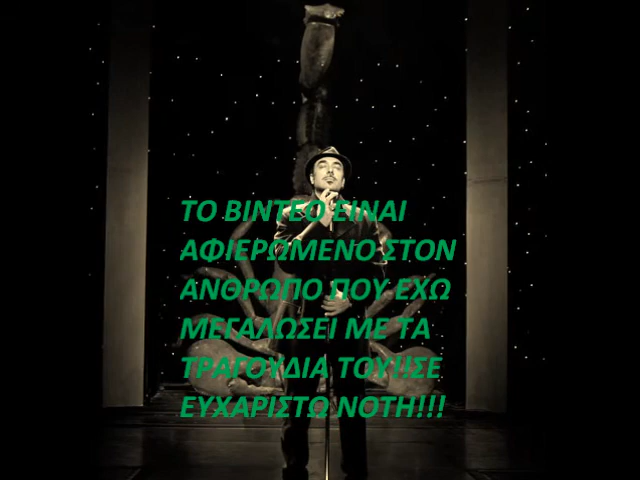 ΤΟ ΒΙΝΤΕΟ ΕΙΝΑΙ
ΑΦΙΕΡΩΜΕΝΟ ΣΤΟΝ
ΑΝΘΡΩΠΟ ΠΟΥ ΕΧΩ
ΜΕΓΑΛΩΣΕΙ ΜΕ ΤΑ
ΤΡΑΓΟΥΔΙΑ ΤΟΥ!!ΣΕ
ΕΥΧΑΡΙΣΤΩ ΝΟΤΗ!!!